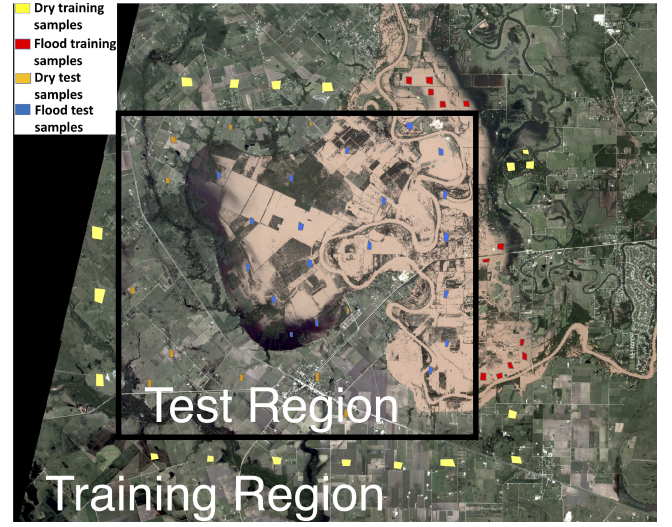 Dry training
samples
Flood training
samples
Dry test
samples
Flood test
samples
Test Region
Training Region